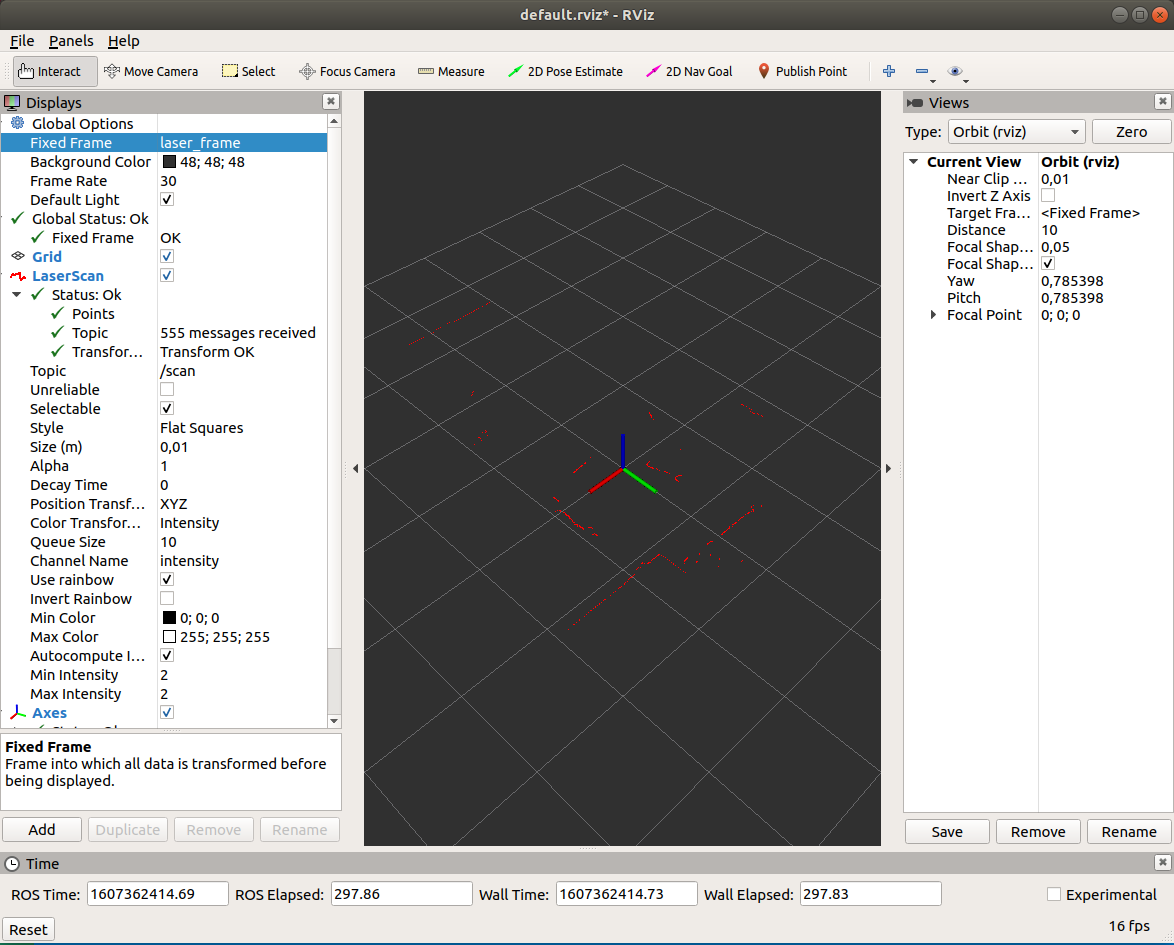 default.rviz* - RViz
File Panels Help
Interact Move Camera Select Focus Camera Measure 2D Pose Estimate 2D Nav Goal Publish Point
Displays
Global Options
Fixed Frame laser_frame
Background Color 48; 48; 48
Frame Rate 30
Default Light
Global Status: Ok
Fixed Frame OK
Grid
LaserScan
Status: Ok
Points
Topic 555 messages received
Transfor... Transform OK
Topic /scan
Unreliable
Selectable
Style Flat Squares
Size (m) 0,01
Alpha 1
Decay Time 0
Position Transf... XYZ
Color Transfor... Intensity
Queue Size 10
Channel Name intensity
Use rainbow
Invert Rainbow
Min Color 0; 0; 0
Max Color 255; 255; 255
Autocompute I...
Min Intensity 2
Max Intensity 2
Axes
Fixed Frame
Frame into which all data is transformed before
being displayed.
Add Duplicate Remove Rename
Views
Type: Orbit (rviz) Zero
Current View Orbit (rviz)
Near Clip ... 0,01
Invert Z Axis
Target Fra... <Fixed Frame>
Distance 10
Focal Shap... 0,05
Focal Shap...
Yaw 0,785398
Pitch 0,785398
Focal Point 0; 0; 0
Save Remove Rename
Time
ROS Time: 1607362414.69 ROS Elapsed: 297.86 Wall Time: 1607362414.73 Wall Elapsed: 297.83 Experimental
Reset 16 fps